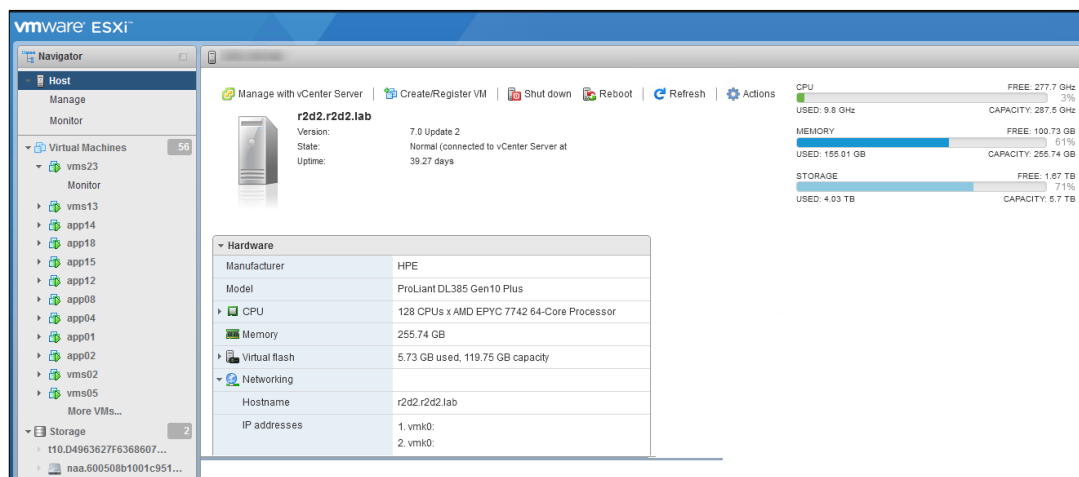 vmware ESXi™
Navigator
Host
Manage
Monitor
Virtual Machines 56
vms23
Monitor
vms13
app14
app18
app15
app12
app08
app04
app01
app02
vms02
vms05
More VMs...
Storage 2
t10.D4963627F6368607...
naa.600508b1001c951...
Manage with vCenter Server | Create/Register VM | Shut down Reboot | Refresh | Actions
r2d2.r2d2.lab
Version: 7.0 Update 2
State: Normal (connected to vCenter Server at
Uptime: 39.27 days
CPU FREE: 277.7 GHz
3%
USED: 9.8 GHz CAPACITY: 287.5 GHz
MEMORY FREE: 100.73 GB
61%
USED: 155.01 GB CAPACITY: 255.74 GB
STORAGE FREE: 1.67 TB
71%
USED: 4.03 TB CAPACITY: 5.7 TB
Hardware
Manufacturer HPE
Model ProLiant DL385 Gen10 Plus
CPU 128 CPUs x AMD EPYC 7742 64-Core Processor
Memory 255.74 GB
Virtual flash 5.73 GB used, 119.75 GB capacity
Networking
Hostname r2d2.r2d2.lab
IP addresses 1. vmk0:
2. vmk0: